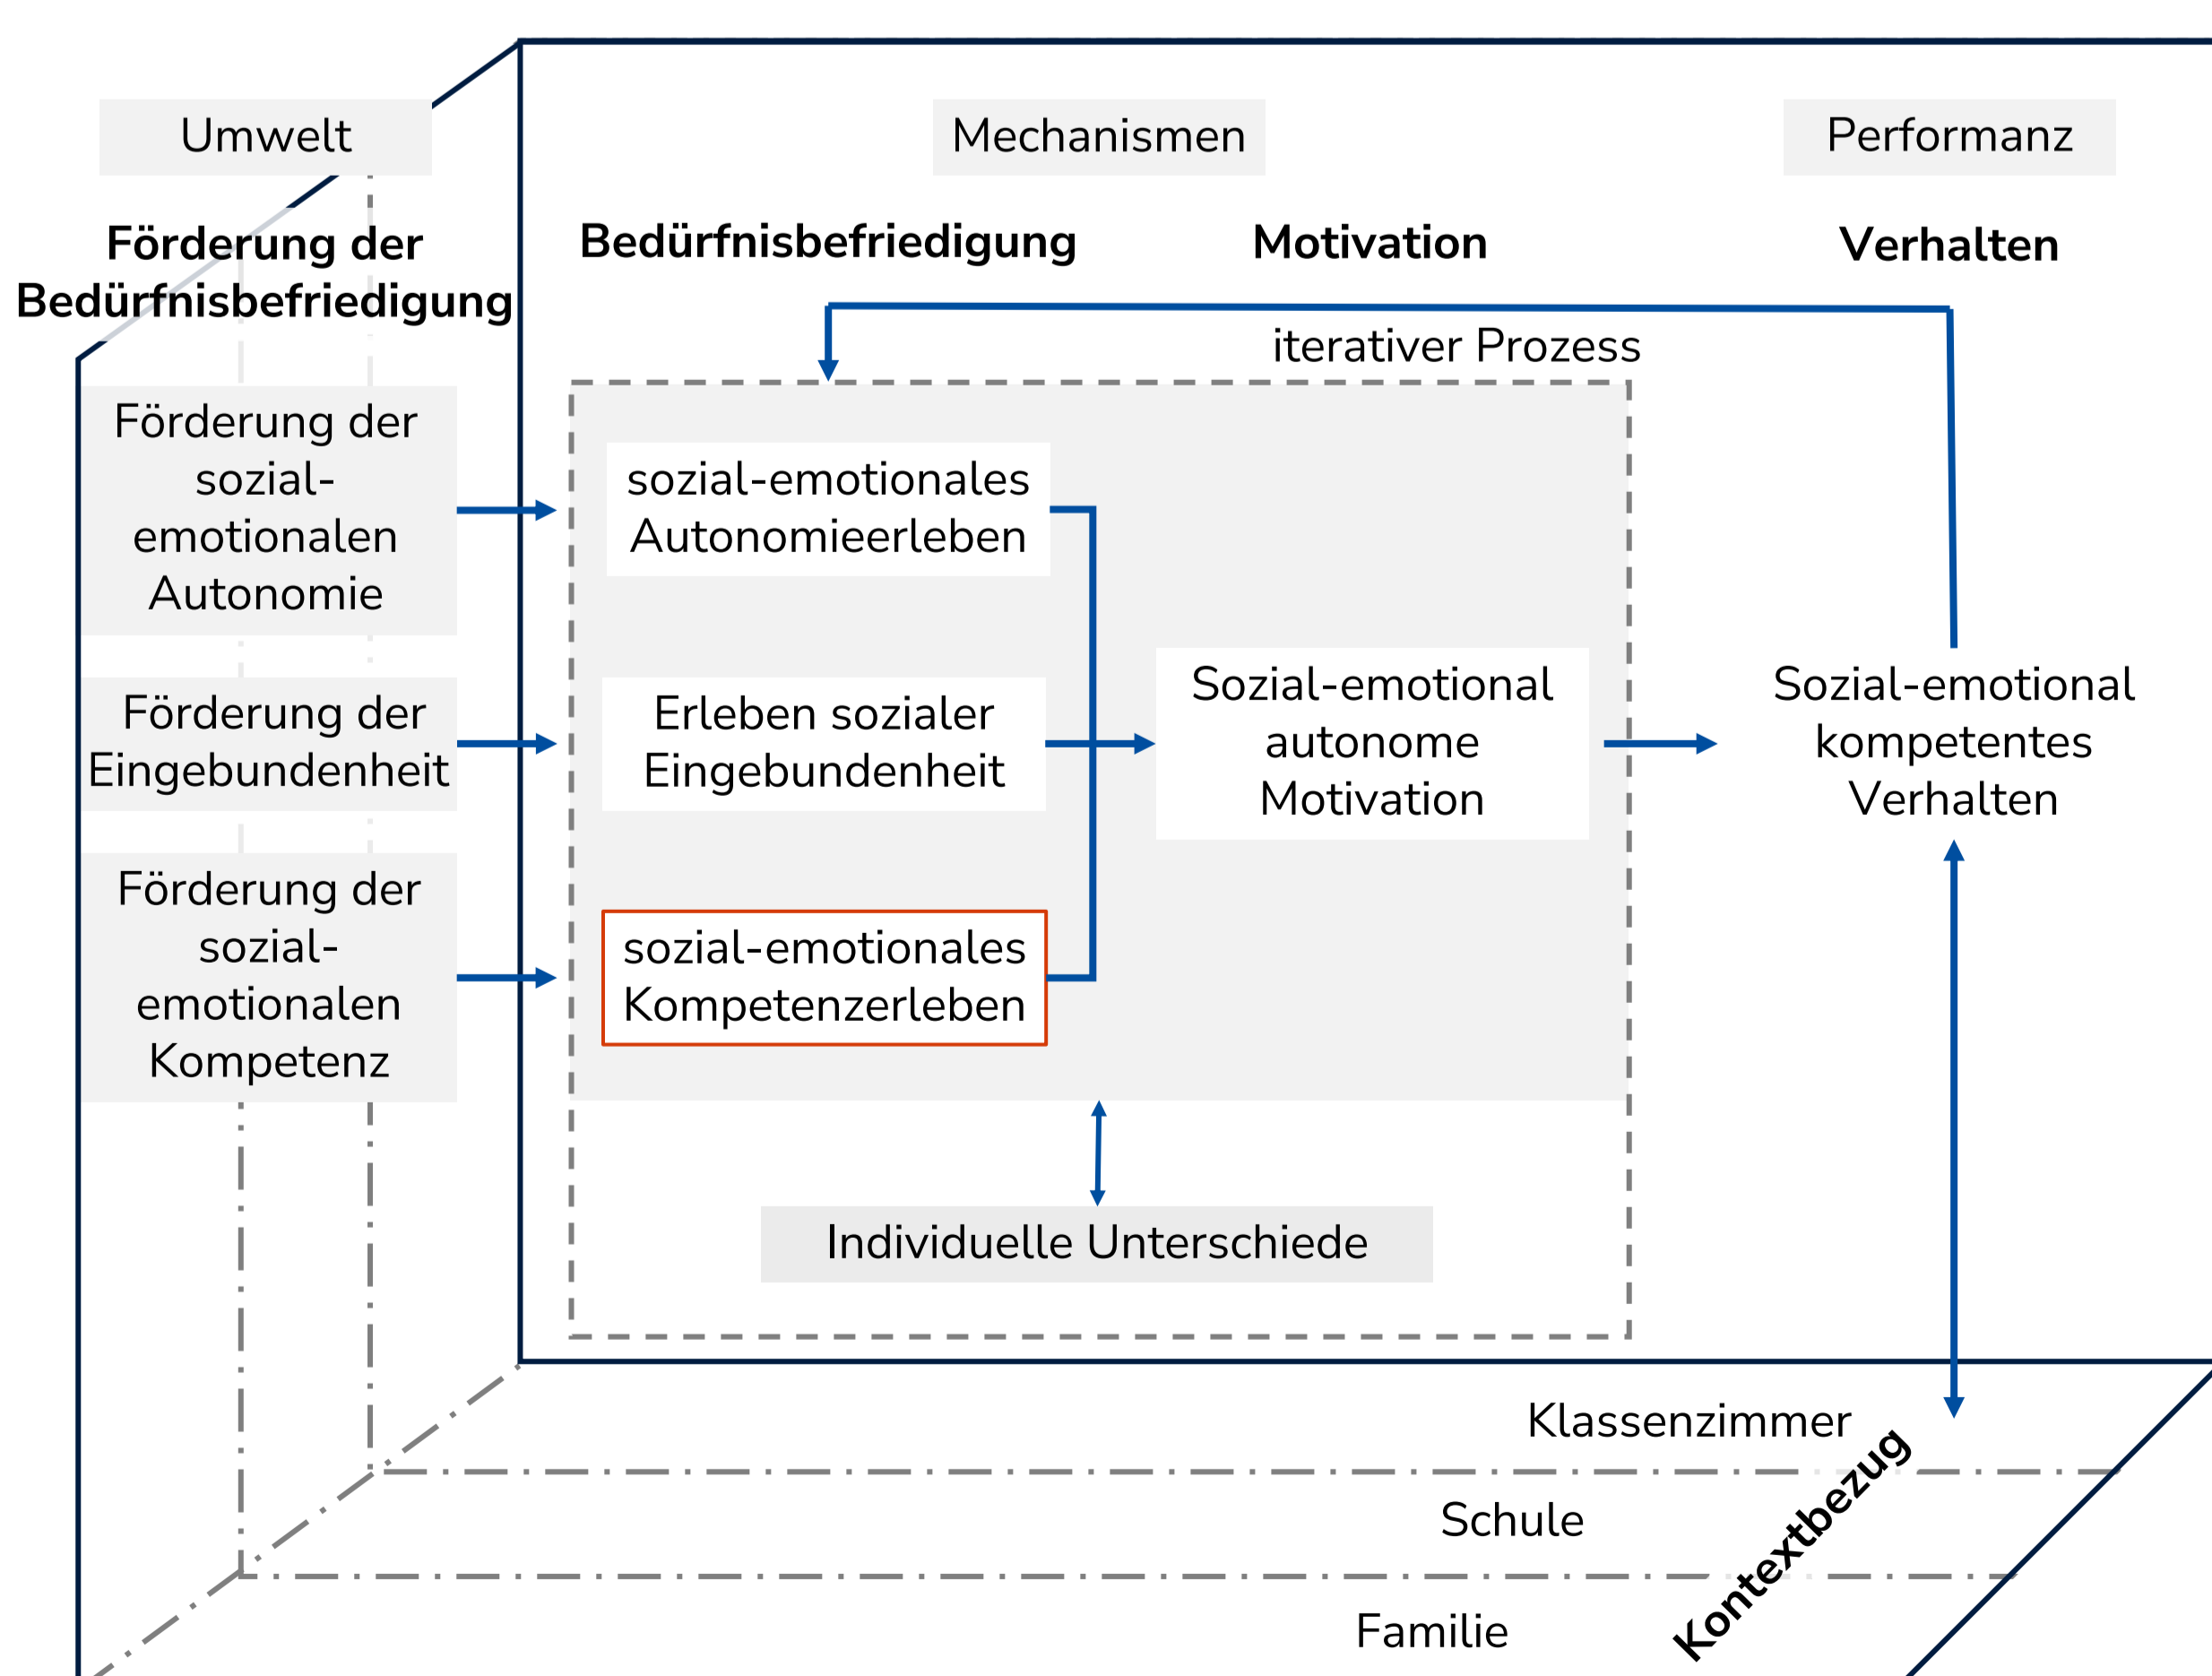 Umwelt
Mechanismen
Performanz
Förderung der
Bedürfnisbefriedigung
Bedürfnisbefriedigung
Motivation
Verhalten
iterativer Prozess
Förderung der
sozial-
emotionalen
Autonomie
sozial-emotionales
Autonomieerleben
Förderung der
Eingebundenheit
Erleben sozialer
Eingebundenheit
Sozial-emotional
autonome
Motivation
Sozial-emotional
kompetentes
Verhalten
Förderung der
sozial-
emotionalen
Kompetenz
sozial-emotionales
Kompetenzerleben
Individuelle Unterschiede
Klassenzimmer
Schule
Familie
Kontextbezug